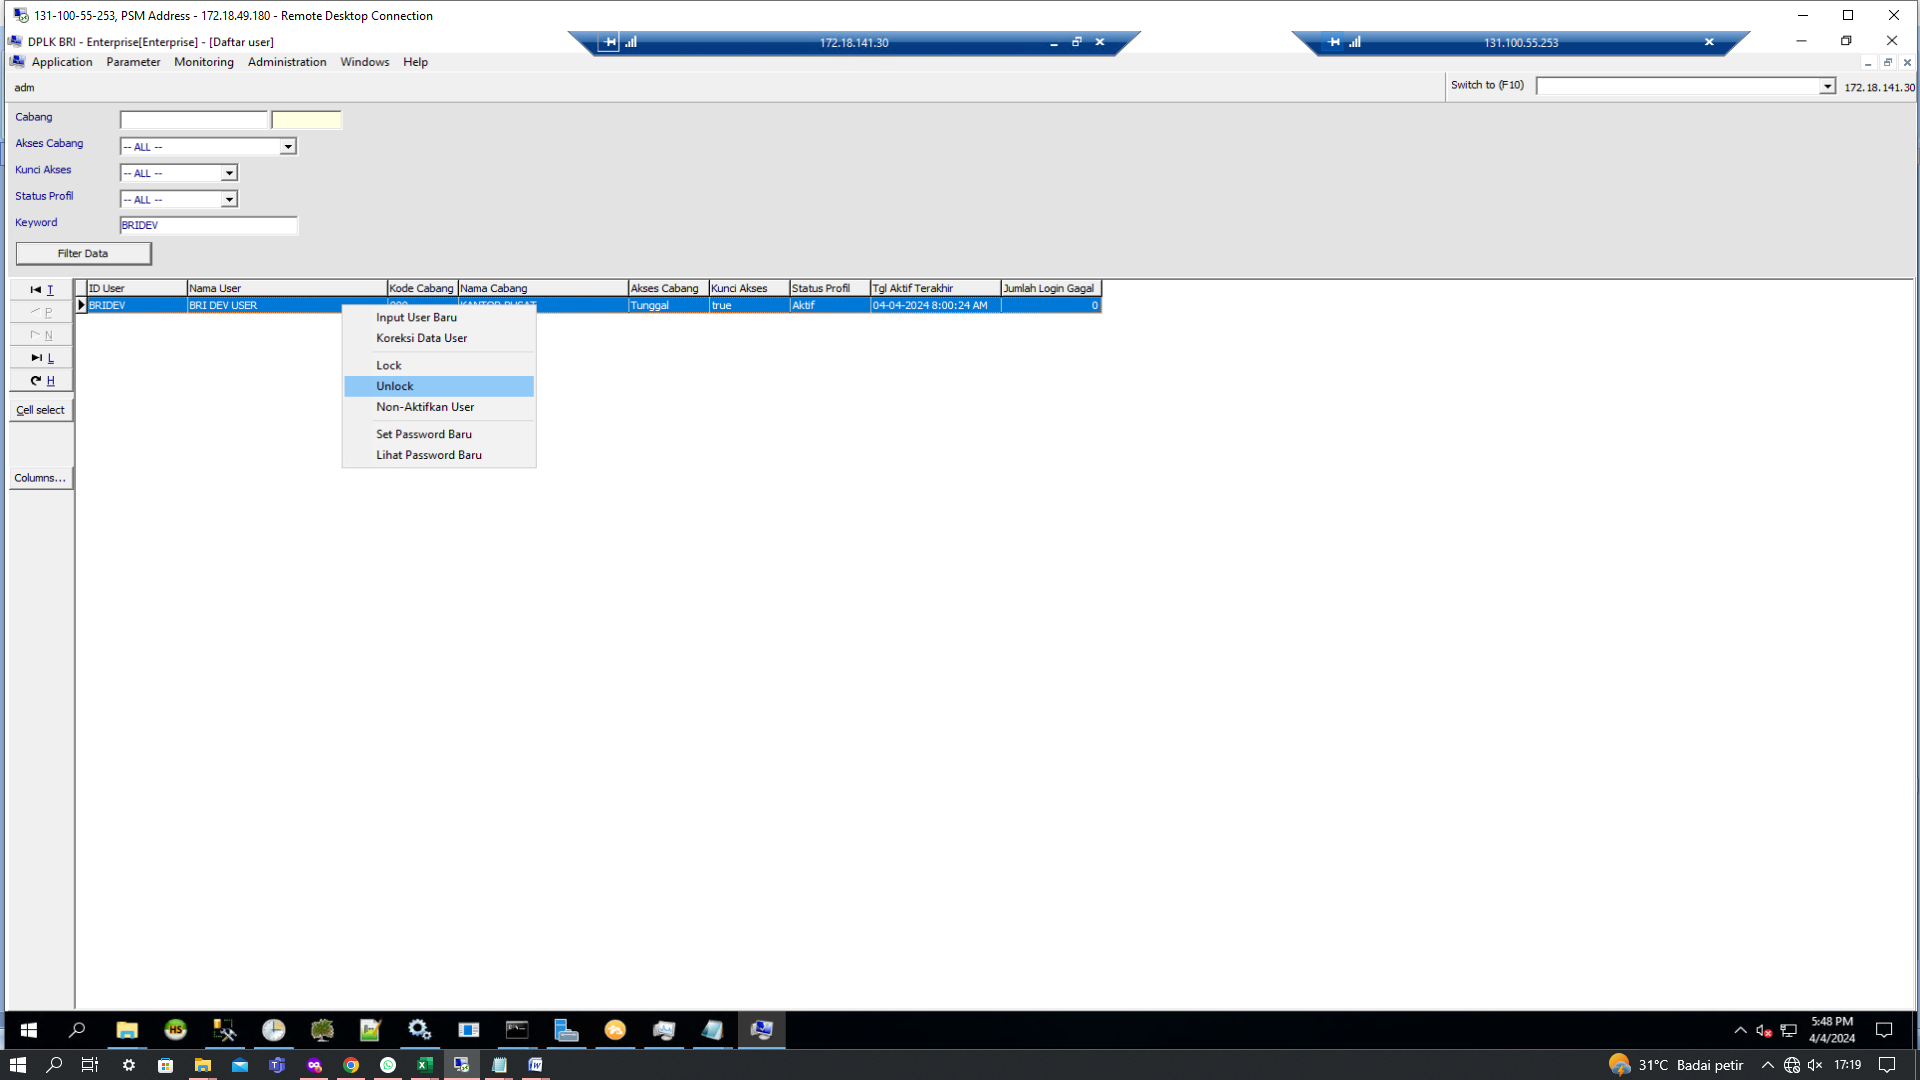 131-100-55-253, PSM Address - 172.18.49.180 - Remote Desktop Connection
DPLK BRI - Enterprise[Enterprise] - [Daftar user]
172.18.141.30
131.100.55.253
Application Parameter Monitoring Administration Windows Help
adm
Switch to (F10)
172.18.141.30
Cabang
Akses Cabang -- ALL --
Kunci Akses -- ALL --
Status Profil -- ALL --
Keyword BRIDEV
Filter Data
ID User Nama User Kode Cabang Nama Cabang Akses Cabang Kunci Akses Status Profil Tgl Aktif Terakhir Jumlah Login Gagal
BRIDEV BRI DEV USER 000 KANTOR PUSAT Tunggal true Aktif 04-04-2024 8:00:24 AM 0
T
P
N
L
H
Cell select
Columns...
Input User Baru
Koreksi Data User
Lock
Unlock
Non-Aktifkan User
Set Password Baru
Lihat Password Baru
HS
5:48 PM
4/4/2024
31°C Badai petir
17:19